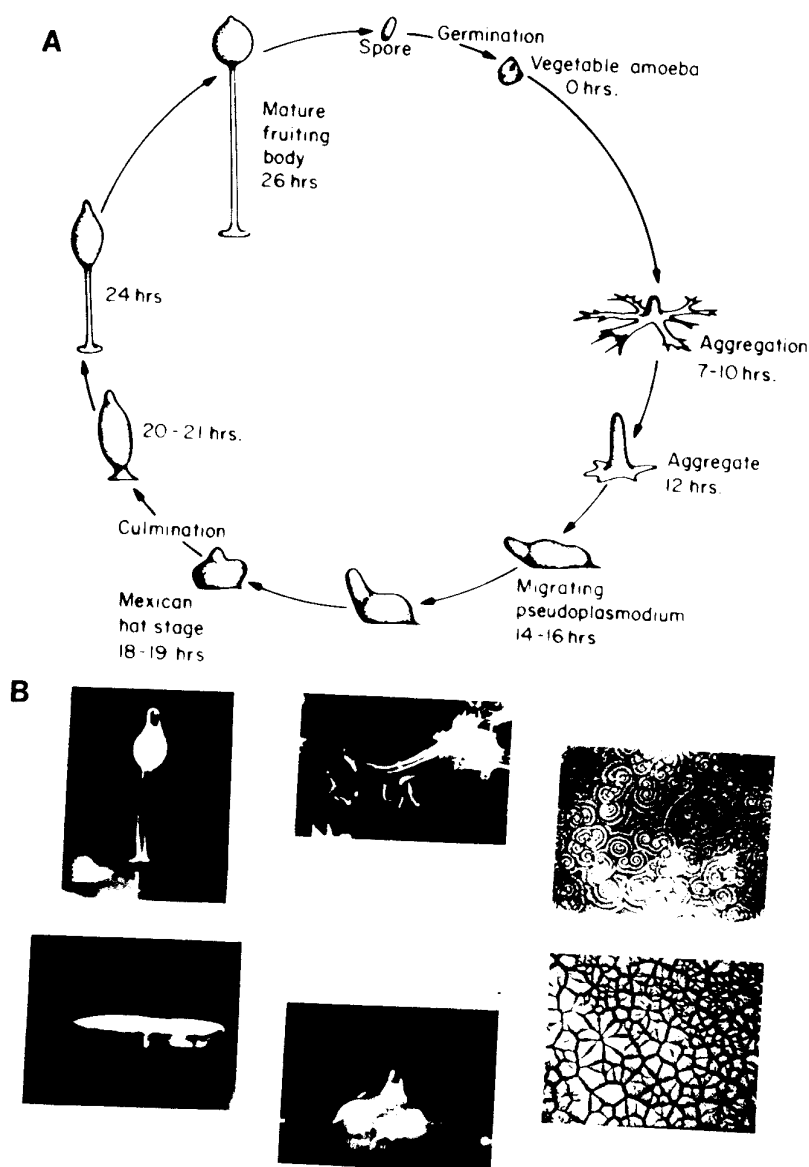 A
Spore
Germination
Vegetable amoeba
0 hrs.
Mature
fruiting
body
26 hrs
24 hrs
Aggregation
7-10 hrs.
20-21 hrs.
Aggregate
12 hrs.
Culmination
Migrating
pseudoplasmodium
14-16 hrs
Mexican
hat stage
18-19 hrs
B